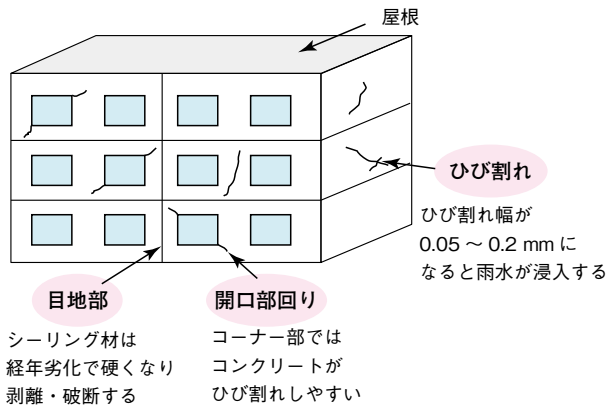 屋根
ひび割れ
ひび割れ幅が
0.05 ～ 0.2 mm に
なると雨水が浸入する
目地部
シーリング材は
経年劣化で硬くなり
剥離・破断する
開口部回り
コーナー部では
コンクリートが
ひび割れしやすい